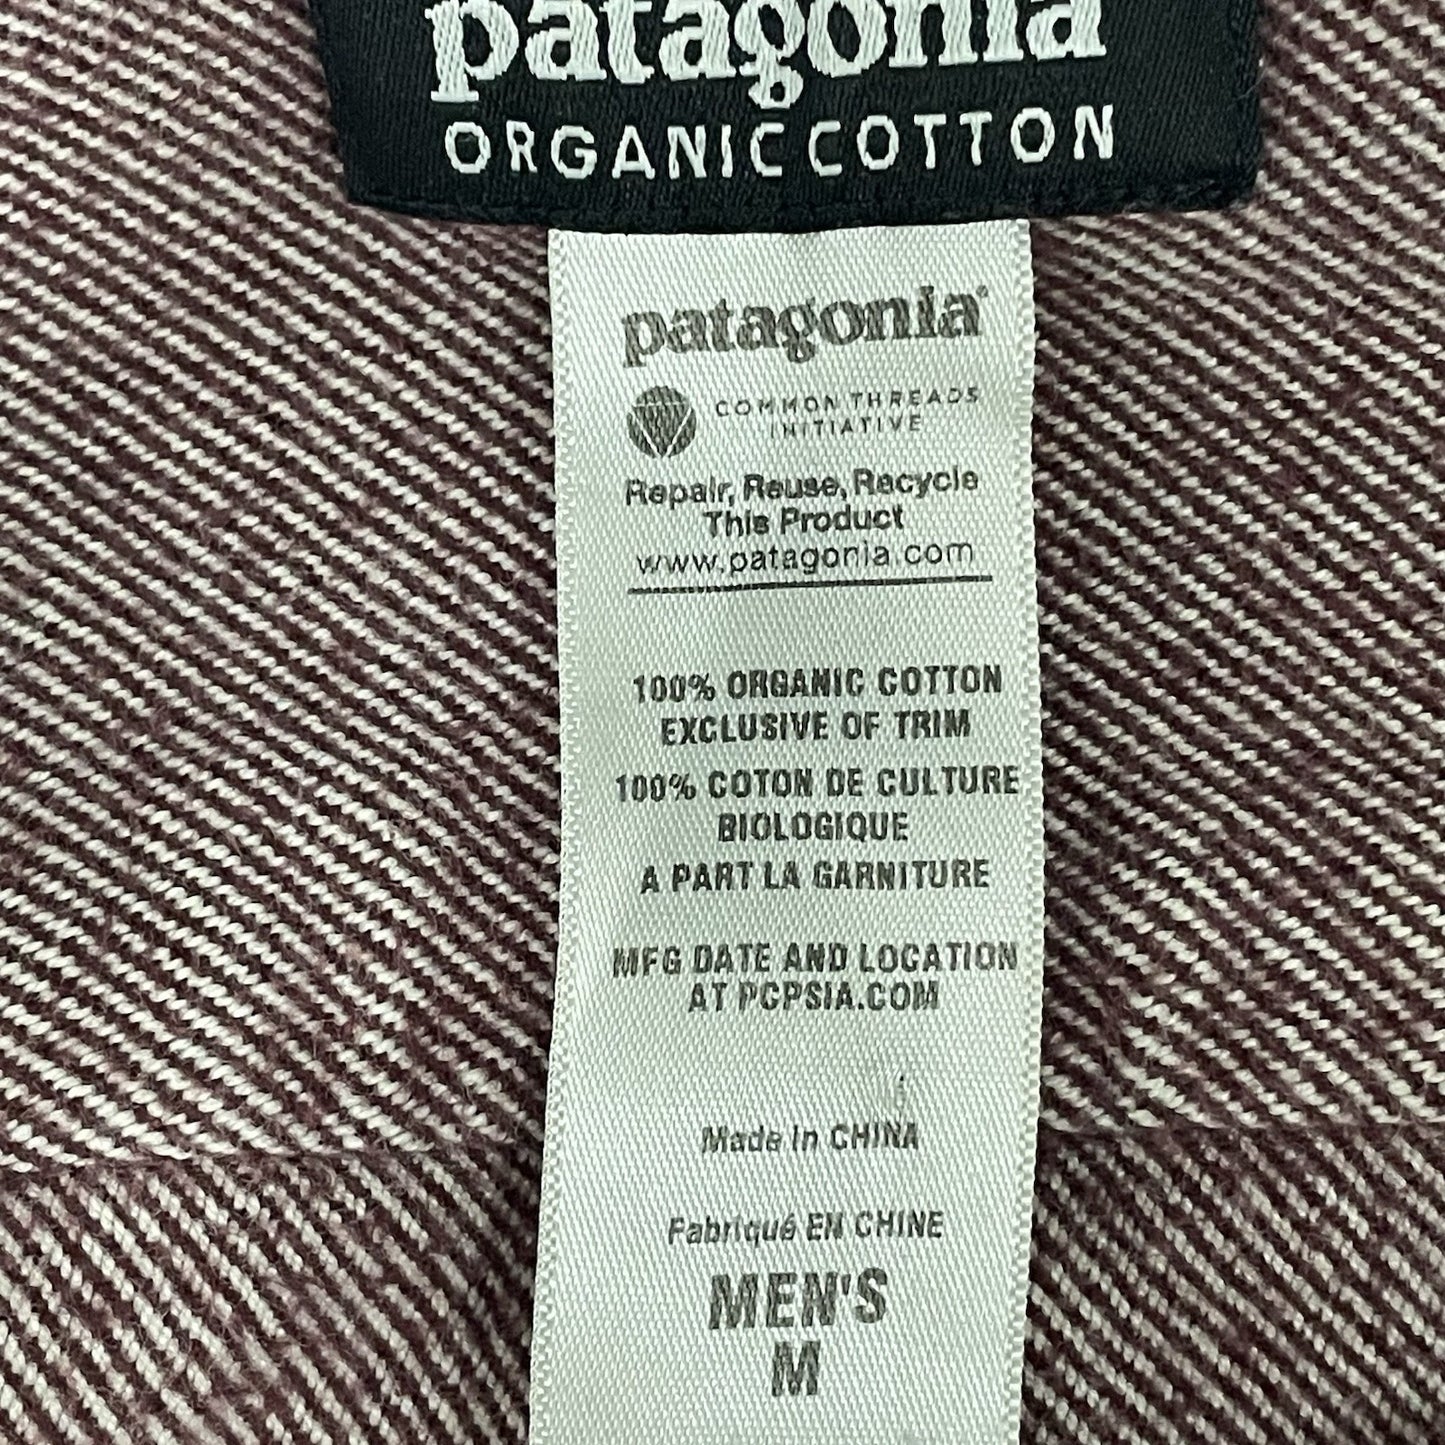 patagonia
ORGANIC COTTON
patagonia®
COMMON THREADS
INITIATIVE
Repair, Reuse, Recycle
This Product
www.patagonia.com
100% ORGANIC COTTON
EXCLUSIVE OF TRIM
100% COTON DE CULTURE
BIOLOGIQUE
A PART LA GARNITURE
MFG DATE AND LOCATION
AT PCPSIA.COM
Made in CHINA
Fabriqué EN CHINE
MEN'S
M